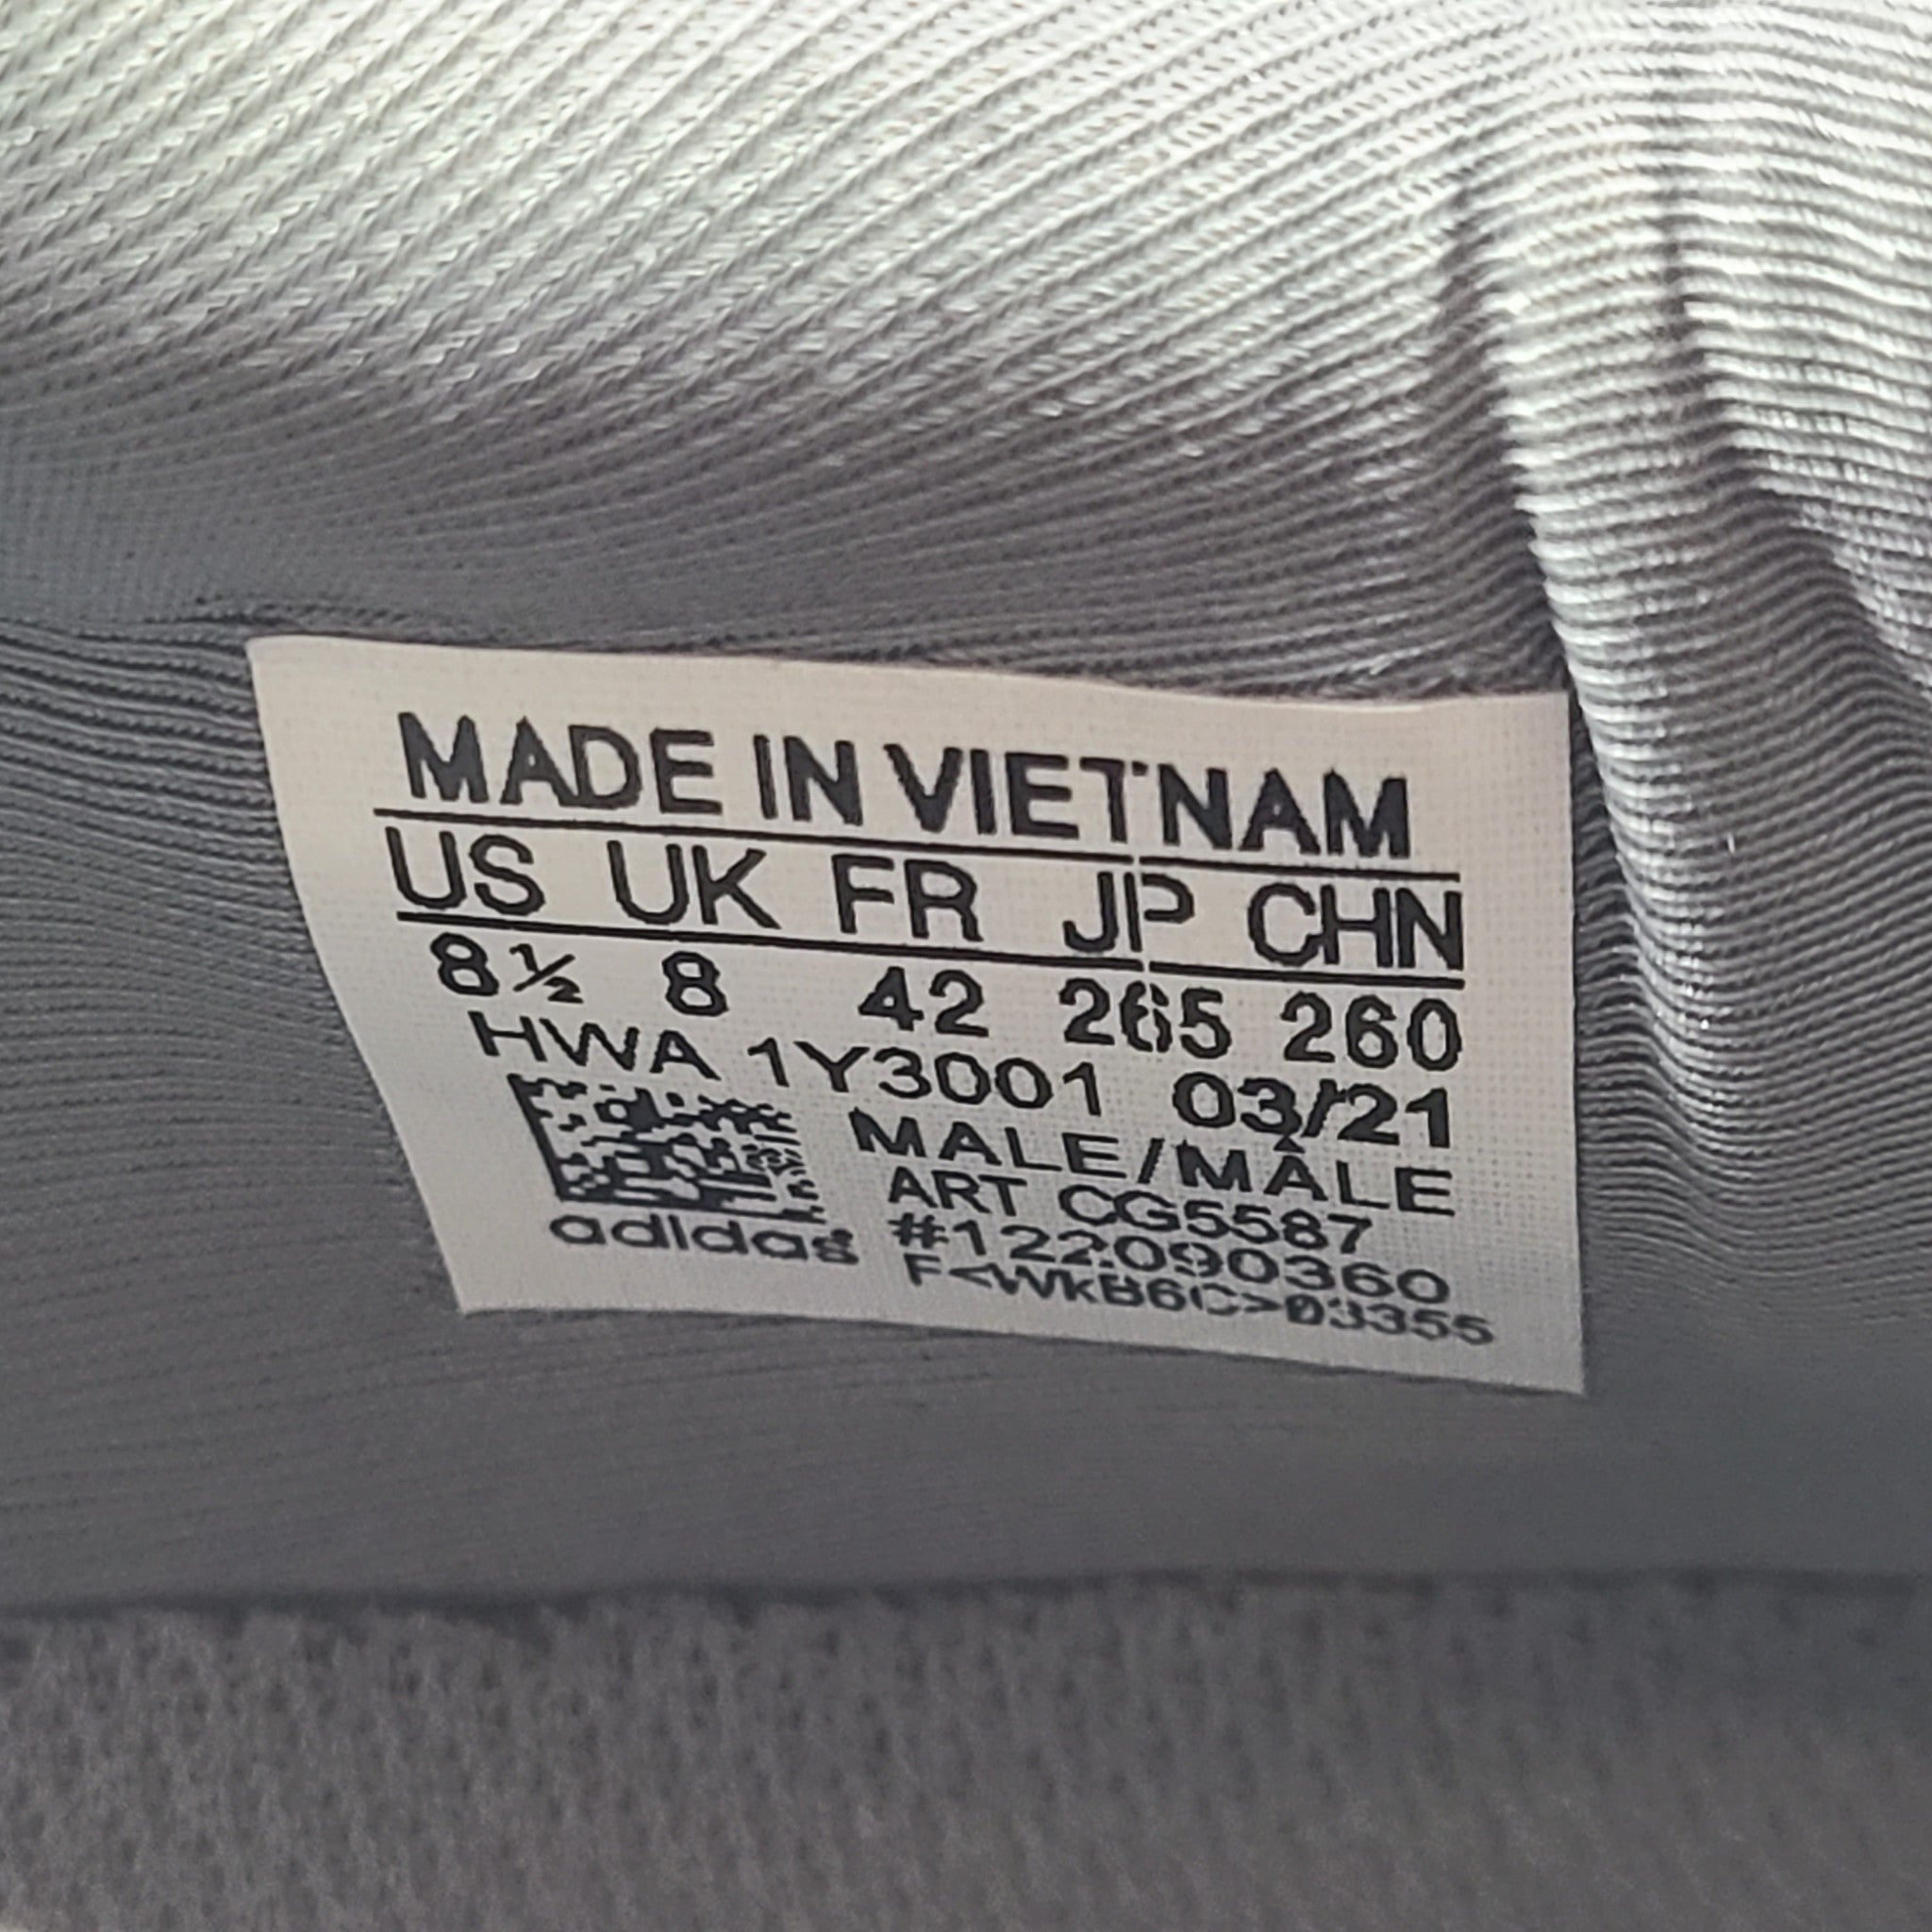 MADE IN VIETNAM
US UK FR JP CHN
8½ 8 42 265 260
HWA 1Y3001 03/21
MALE/MÂLE
ART CG5587
#122090360
adidas
F<WkB6C>03355